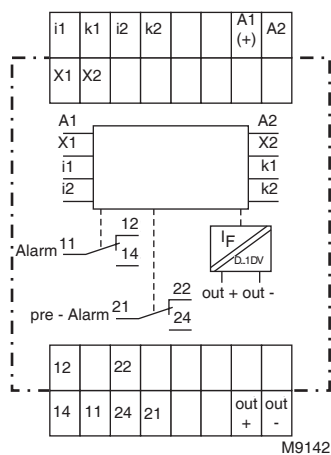 i1 k1 i2 k2 A1 (+) A2
X1 X2
A1 A2
X1 X2
i1 k1
i2 k2
12
Alarm 11
14
IF
D..1DV
out + out -
22
pre - Alarm 21
24
12 22
14 11 24 21 out + out -
M9142